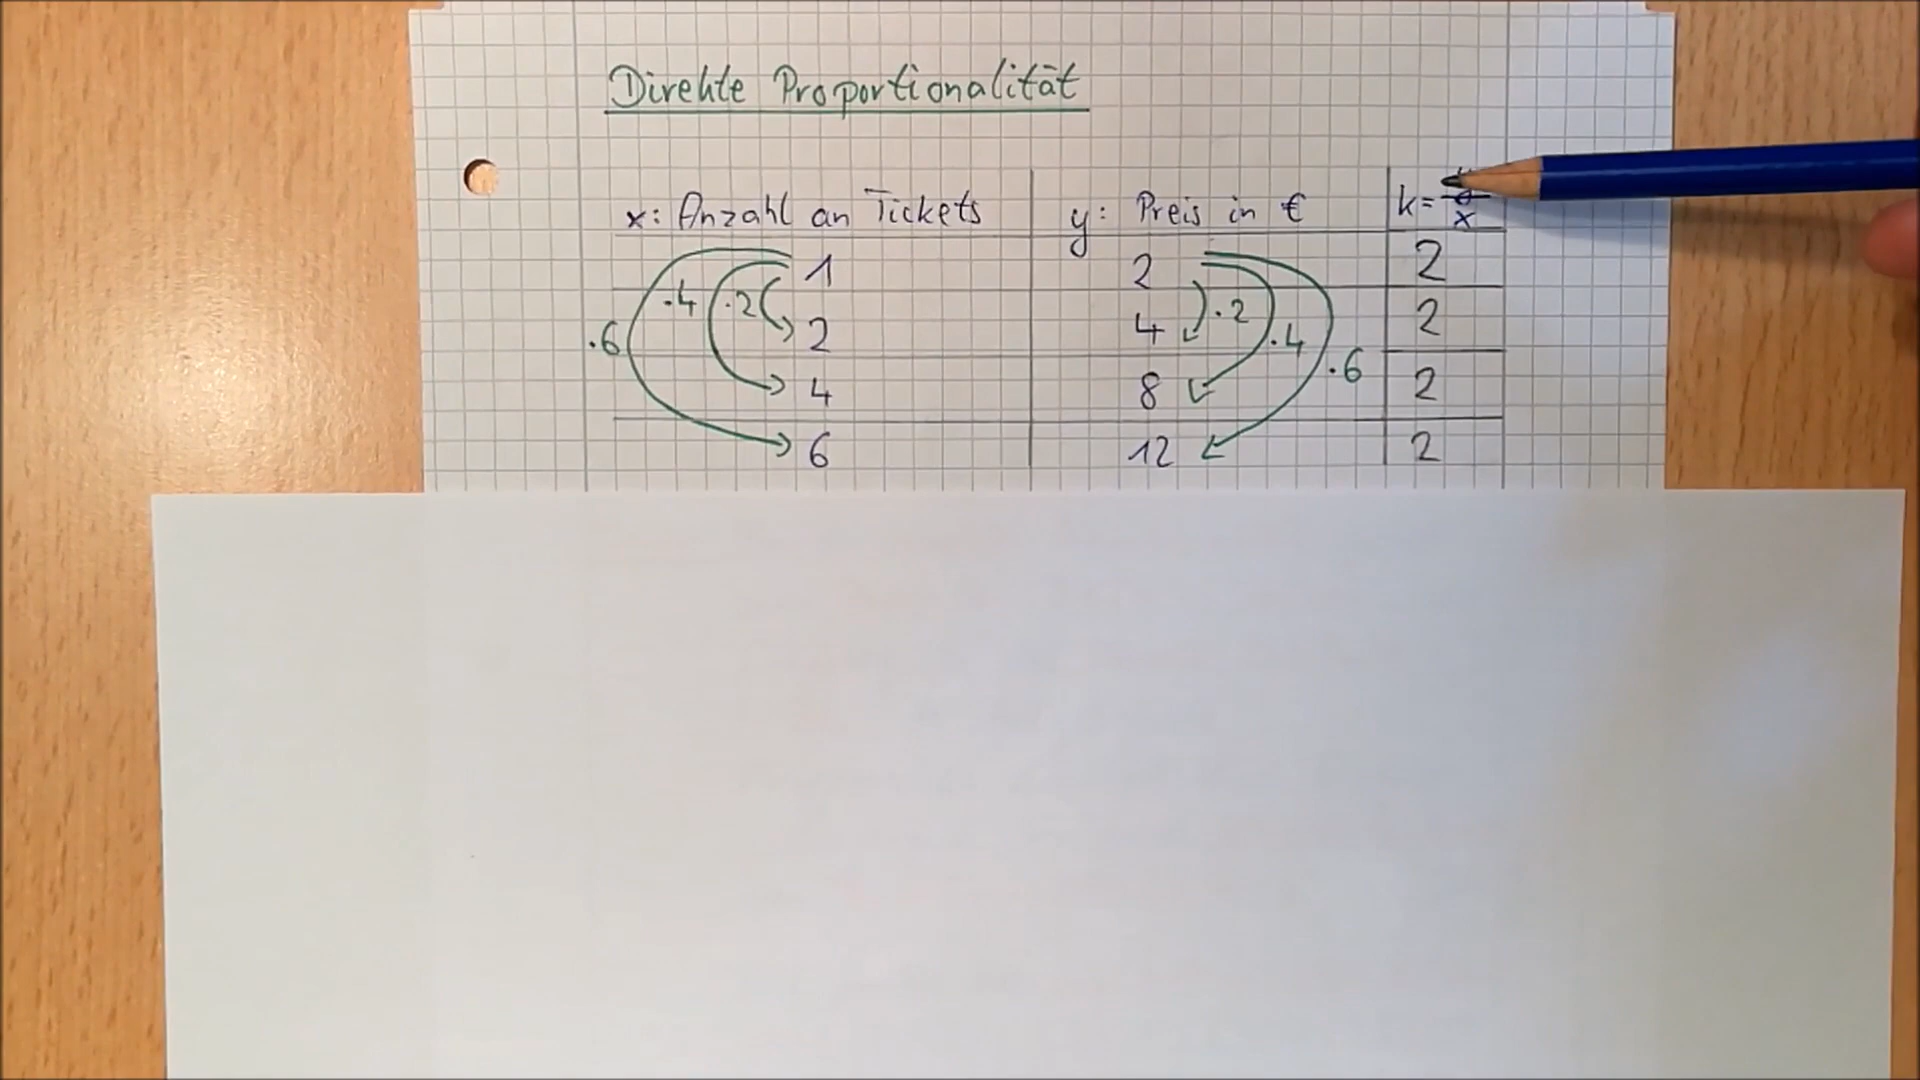 Direkte Proportionalität
x: Anzahl an Tickets y: Preis in € k = y/x
1 2 2
·2 2 4 ·2 2
·4 4 8 ·4 2
·6 6 12 ·6 2